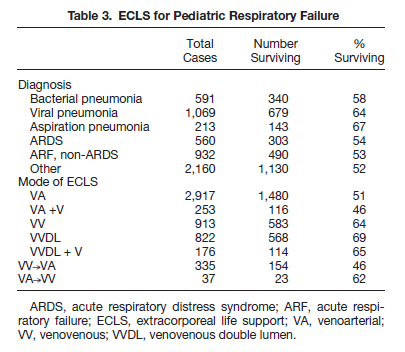 Table 3. ECLS for Pediatric Respiratory Failure
Total Cases Number Surviving % Surviving
Diagnosis
Bacterial pneumonia 591 340 58
Viral pneumonia 1,069 679 64
Aspiration pneumonia 213 143 67
ARDS 560 303 54
ARF, non-ARDS 932 490 53
Other 2,160 1,130 52
Mode of ECLS
VA 2,917 1,480 51
VA +V 253 116 46
VV 913 583 64
VVDL 822 568 69
VVDL + V 176 114 65
VV→VA 335 154 46
VA→VV 37 23 62
ARDS, acute respiratory distress syndrome; ARF, acute respi-
ratory failure; ECLS, extracorporeal life support; VA, venoarterial;
VV, venovenous; VVDL, venovenous double lumen.